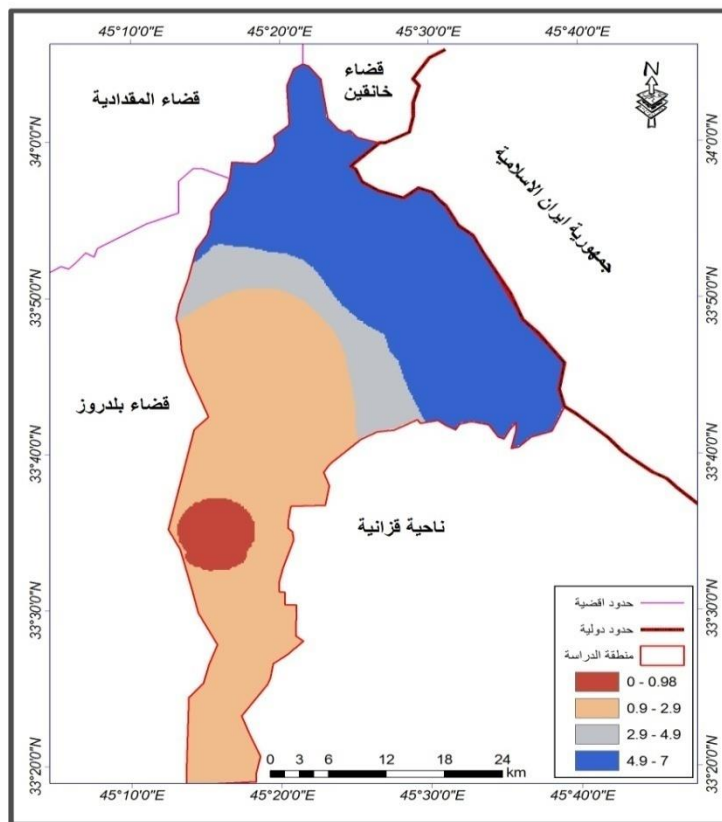 45°10'0"E 45°20'0"E 45°30'0"E 45°40'0"E
قضاء المقدادية
قضاء
خانقين
N
جمهورية ايران الاسلامية
34°0'0"N 34°0'0"N
33°50'0"N 33°50'0"N
قضاء بلدروز
33°40'0"N 33°40'0"N
ناحية قزانية
33°30'0"N 33°30'0"N
حدود اقضية
حدود دولية
منطقة الدراسة
0 - 0.98
0.9 - 2.9
2.9 - 4.9
4.9 - 7
0 3 6 12 18 24
km
33°20'0"N 33°20'0"N
45°10'0"E 45°20'0"E 45°30'0"E 45°40'0"E